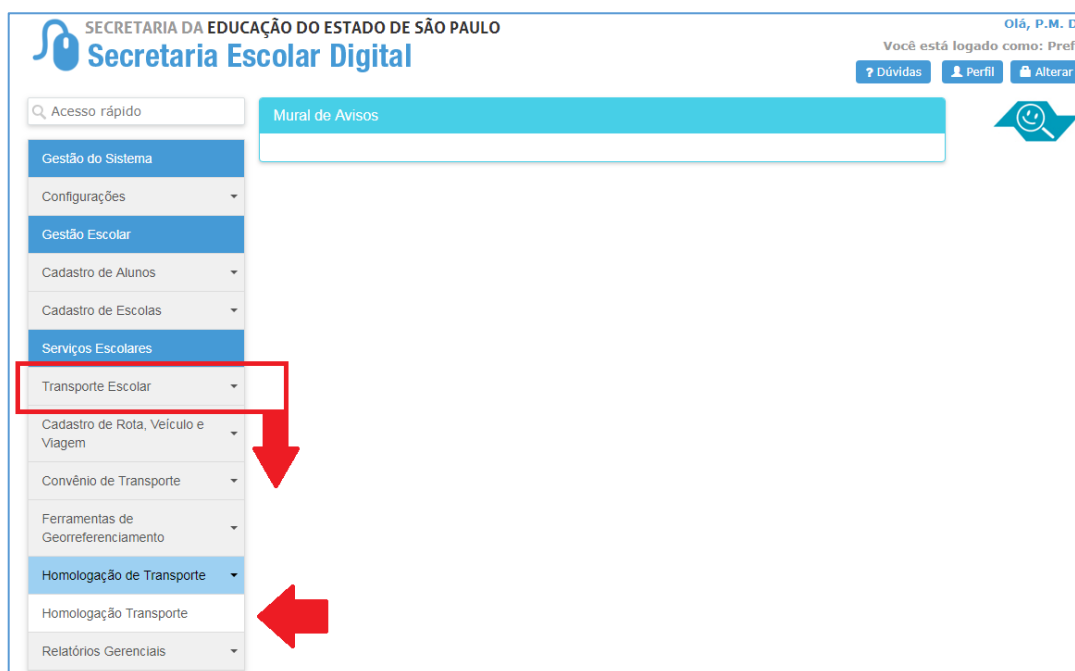 SECRETARIA DA EDUCAÇÃO DO ESTADO DE SÃO PAULO
Secretaria Escolar Digital
Olá, P.M. D
Você está logado como: Pref
? Dúvidas
Perfil
Alterar
Acesso rápido
Mural de Avisos
Gestão do Sistema
Configurações
Gestão Escolar
Cadastro de Alunos
Cadastro de Escolas
Serviços Escolares
Transporte Escolar
Cadastro de Rota, Veículo e
Viagem
Convênio de Transporte
Ferramentas de
Georreferenciamento
Homologação de Transporte
Homologação Transporte
Relatórios Gerenciais